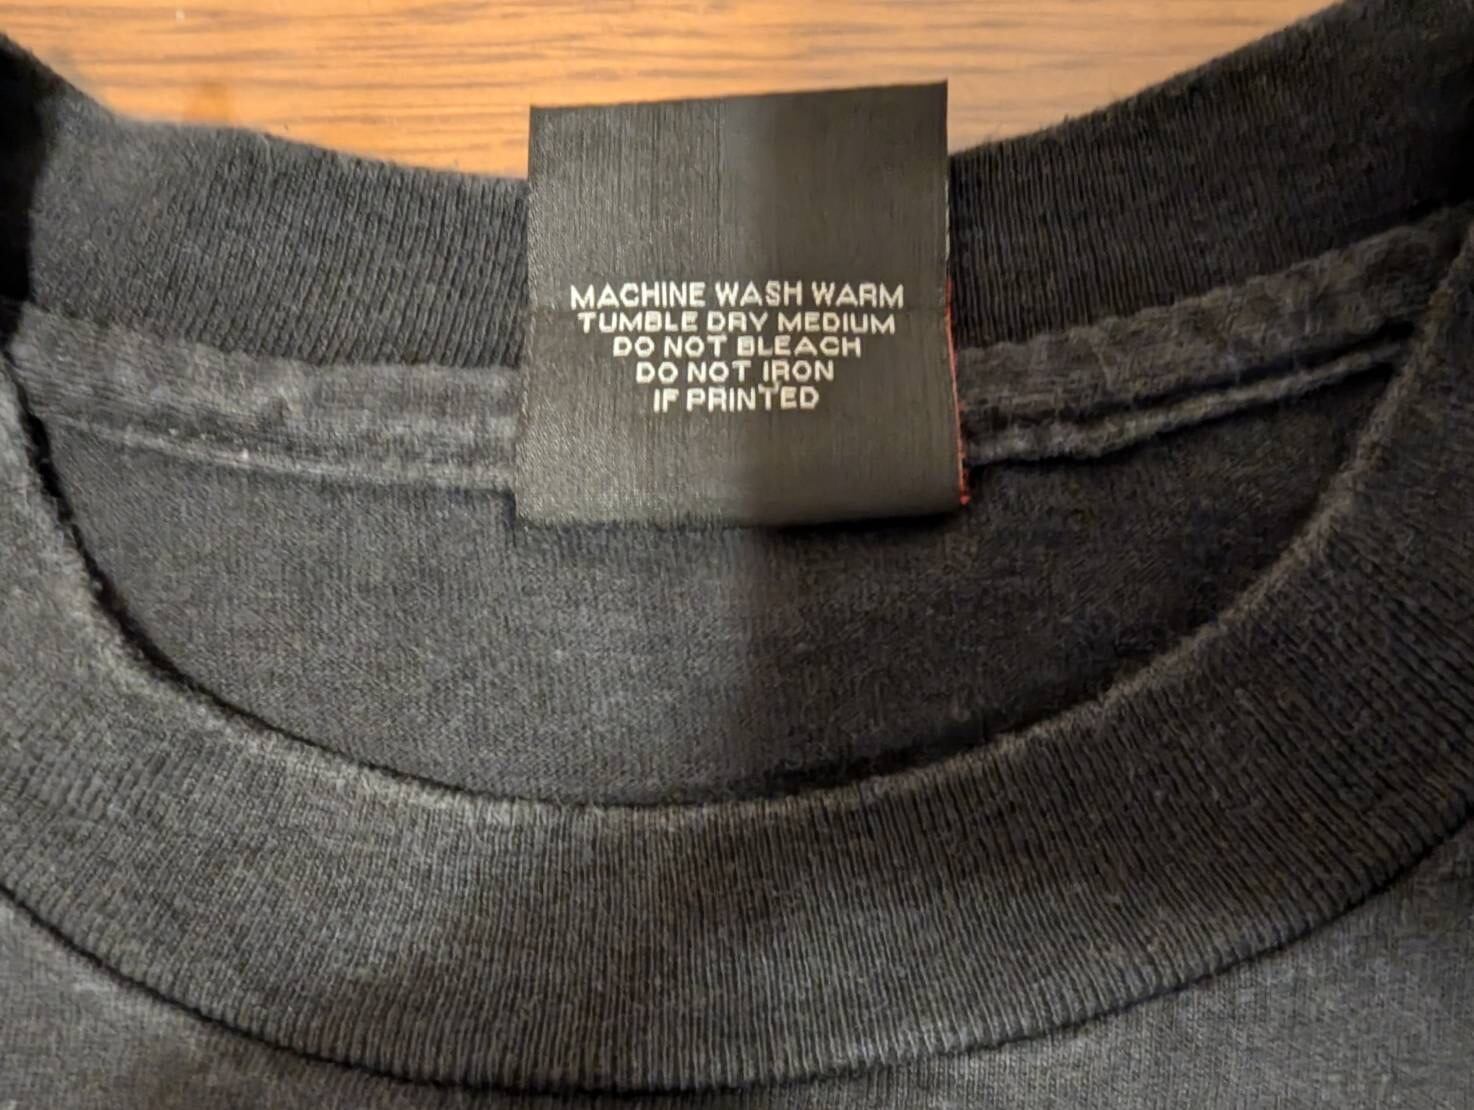 MACHINE WASH WARM
TUMBLE DRY MEDIUM
DO NOT BLEACH
DO NOT IRON
IF PRINTED